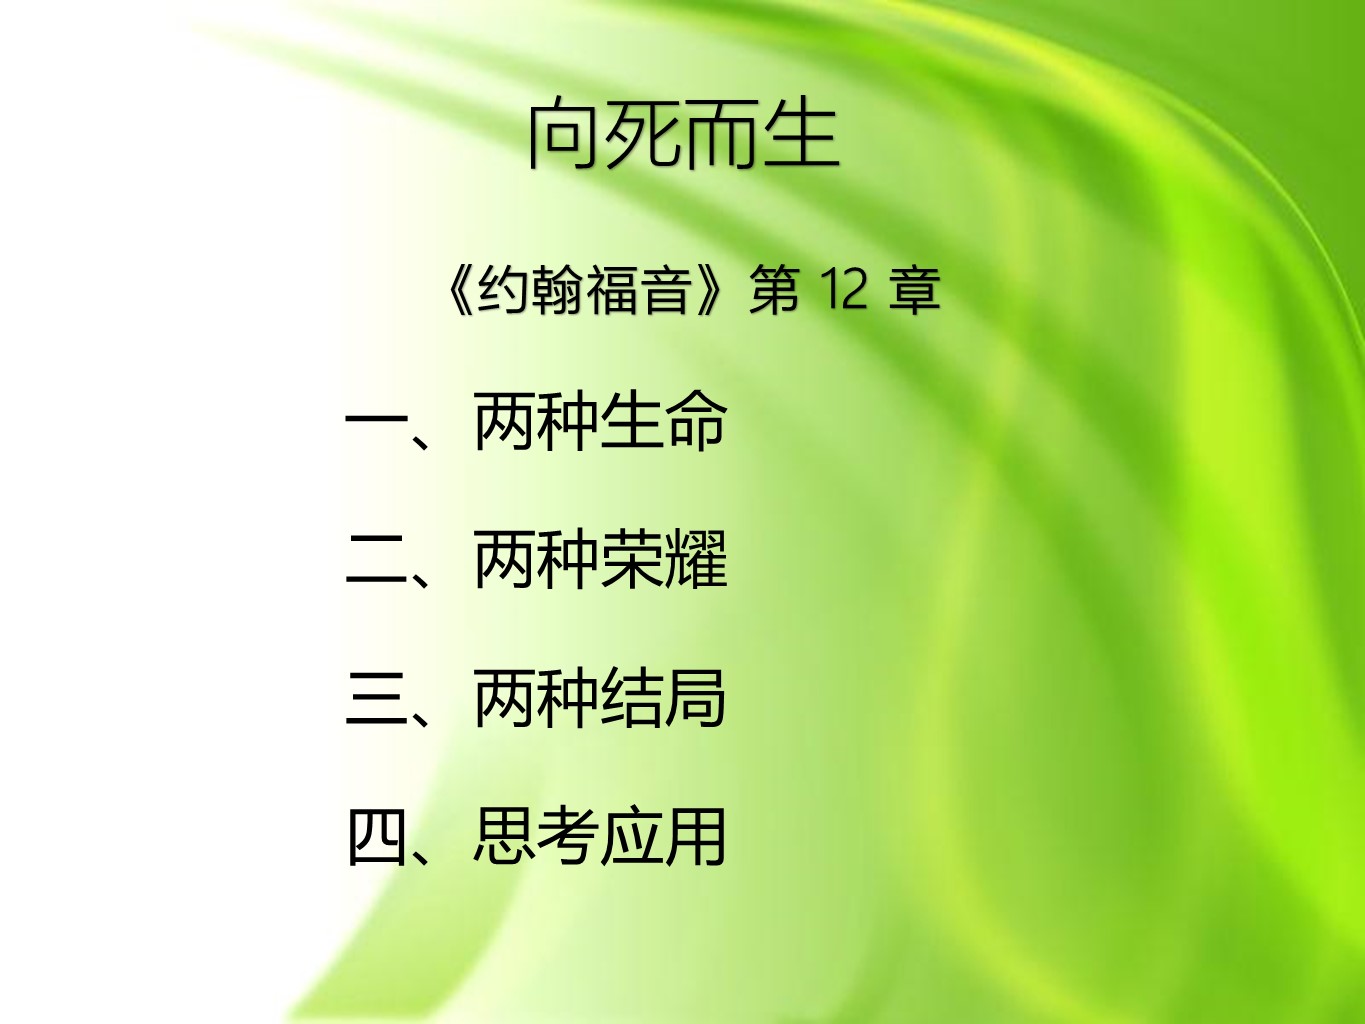 向死而生
《约翰福音》第 12 章
一、两种生命
二、两种荣耀
三、两种结局
四、思考应用